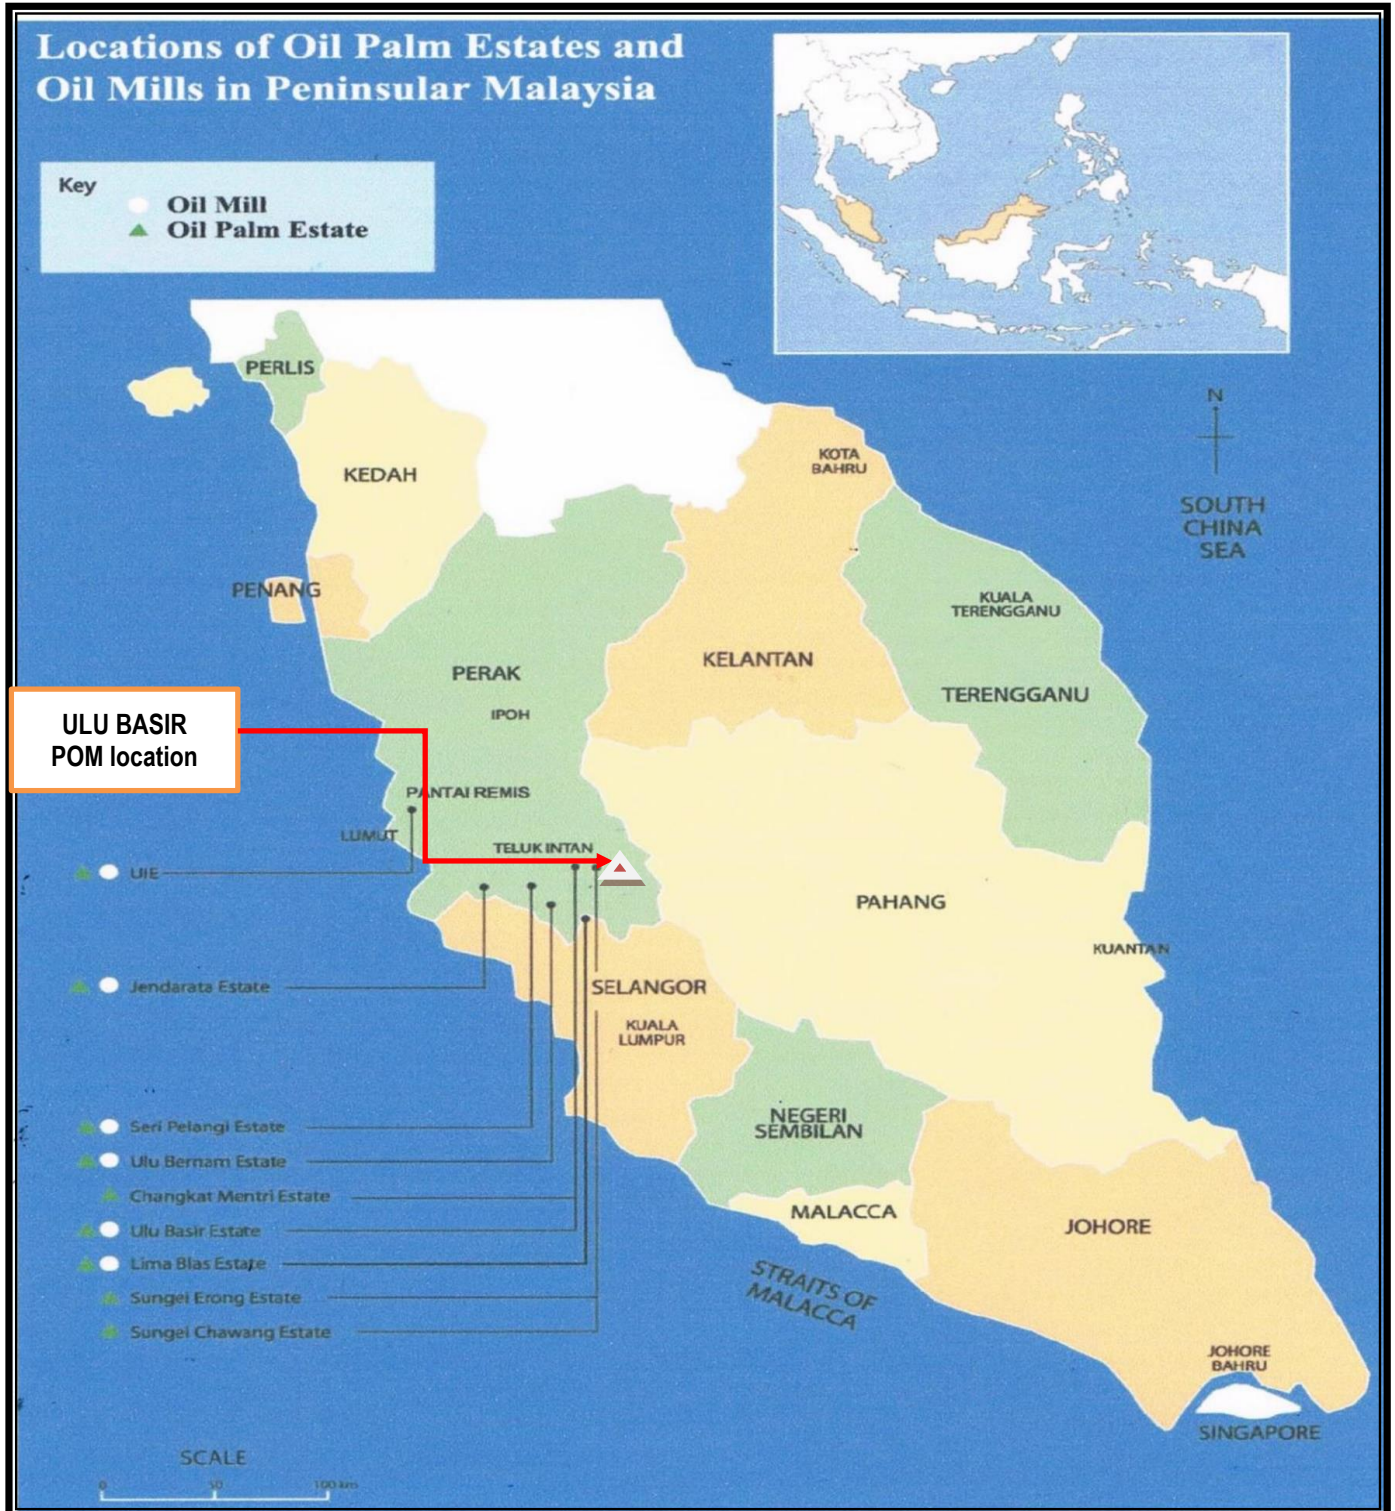 Locations of Oil Palm Estates and
Oil Mills in Peninsular Malaysia
Key
Oil Mill
Oil Palm Estate
N
SOUTH
CHINA
SEA
PERLIS
KEDAH
KOTA
BAHRU
PENANG
KUALA
TERENGGANU
PERAK
KELANTAN
TERENGGANU
IPOH
ULU BASIR
POM location
PANTAI REMIS
LUMUT
TELUK INTAN
UIE
PAHANG
KUANTAN
Jendarata Estate
SELANGOR
KUALA
LUMPUR
Seri Pelangi Estate
NEGERI
SEMBILAN
Ulu Bernam Estate
Changkat Mentri Estate
MALACCA
Ulu Basir Estate
JOHORE
Lima Blas Estate
STRAITS OF
MALACCA
Sungei Erong Estate
Sungei Chawang Estate
JOHORE
BAHRU
SINGAPORE
SCALE
0 50 100 km